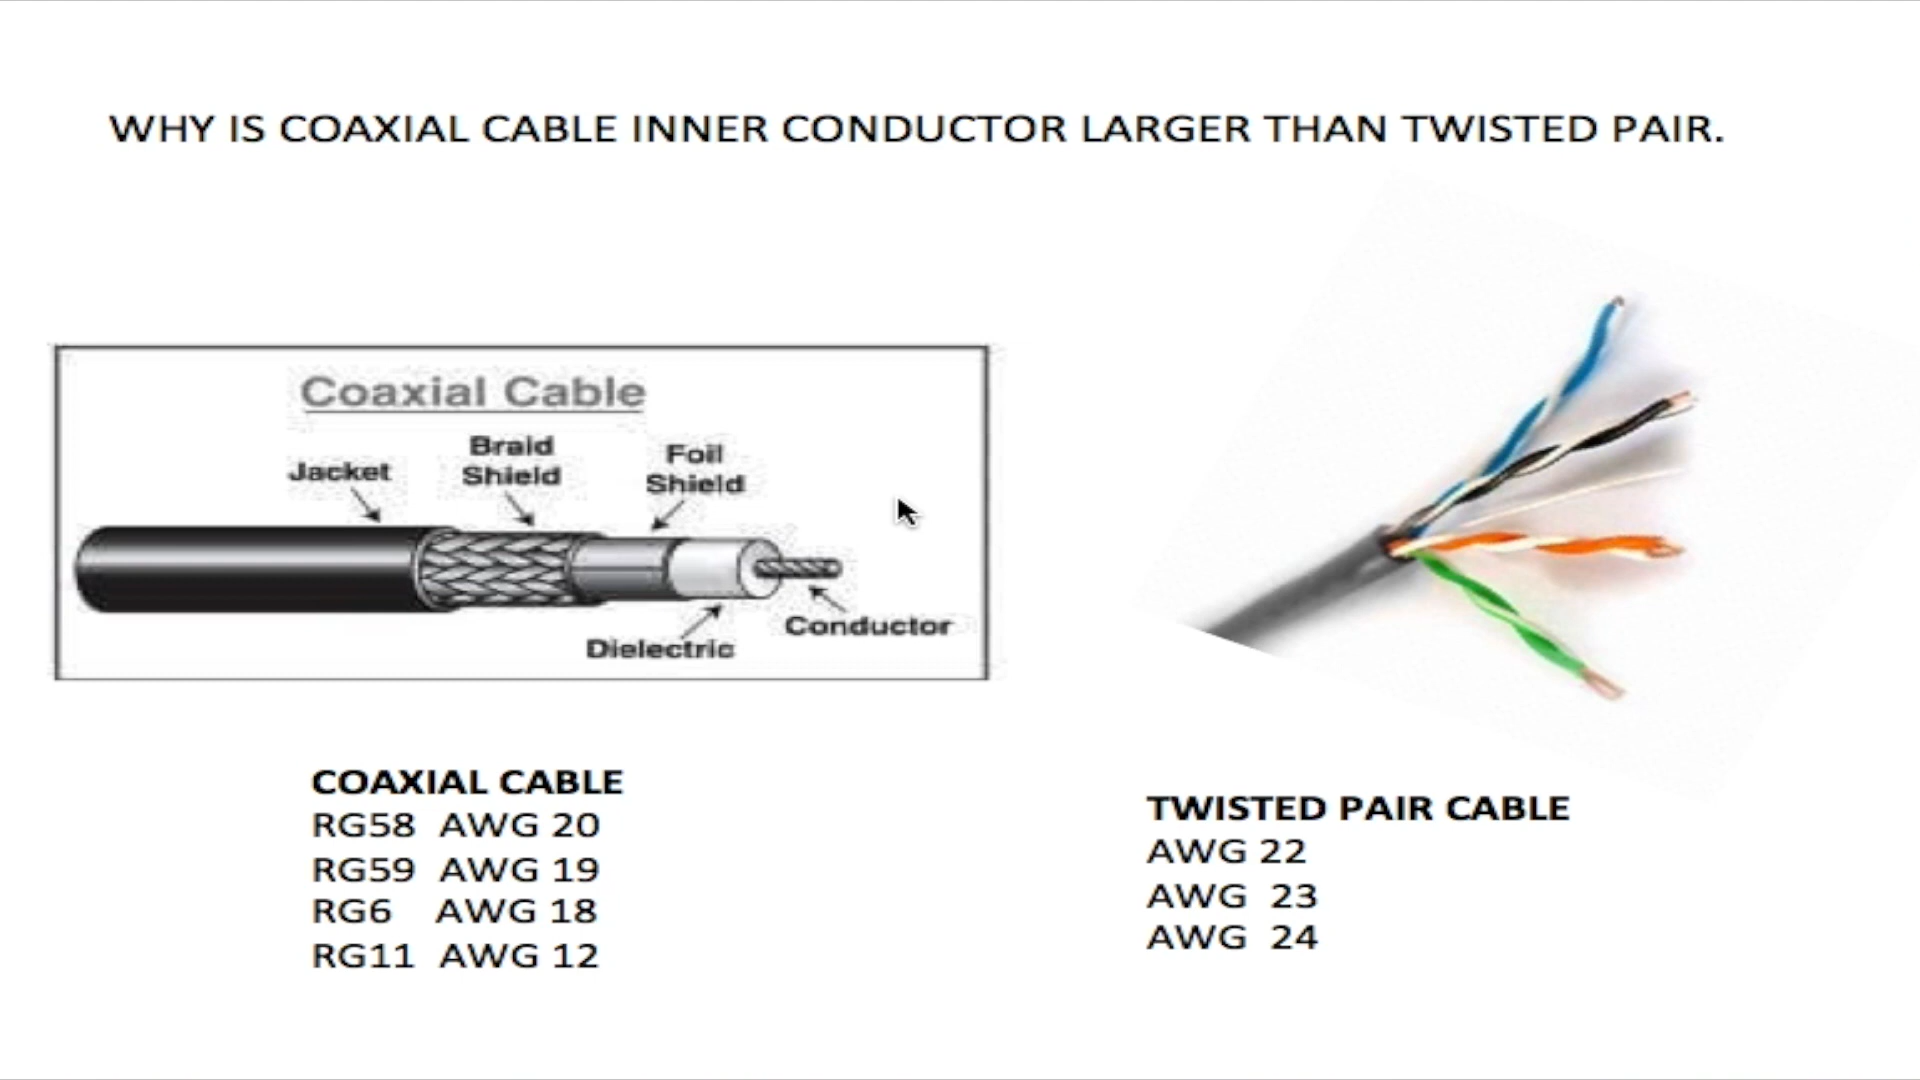 WHY IS COAXIAL CABLE INNER CONDUCTOR LARGER THAN TWISTED PAIR.
Coaxial Cable
Jacket
Braid
Shield
Foil
Shield
Dielectric
Conductor
COAXIAL CABLE
RG58 AWG 20
RG59 AWG 19
RG6 AWG 18
RG11 AWG 12
TWISTED PAIR CABLE
AWG 22
AWG 23
AWG 24